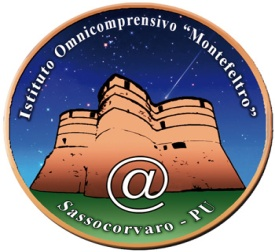 Istituto Omnicomprensivo "Montefeltro"
@
Sassocorvaro - PU